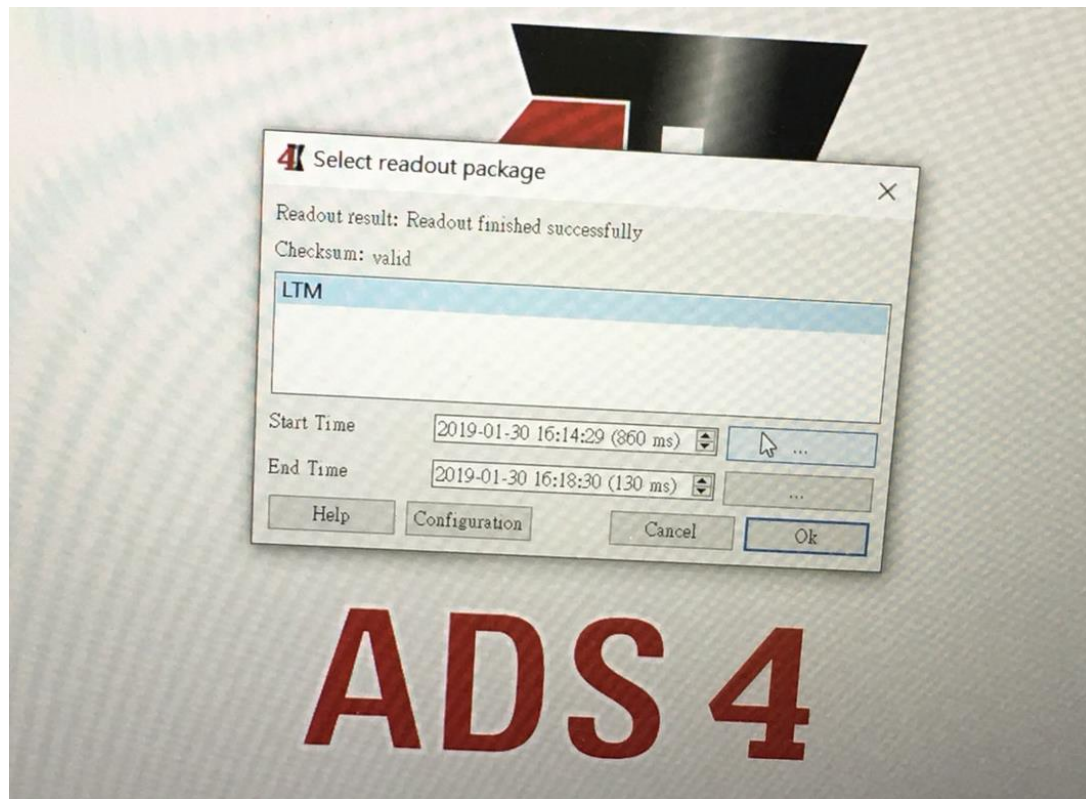 4 Select readout package
Readout result: Readout finished successfully
Checksum: valid
LTM
Start Time 2019-01-30 16:14:29 (860 ms) ...
End Time 2019-01-30 16:18:30 (130 ms) ...
Help Configuration Cancel Ok
ADS 4